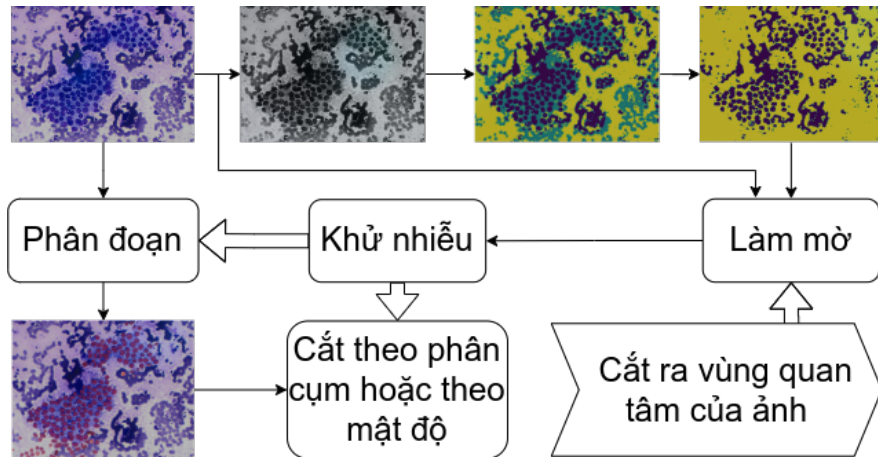 Phân đoạn
Khử nhiễu
Làm mờ
Cắt theo phân
cụm hoặc theo
mật độ
Cắt ra vùng quan
tâm của ảnh